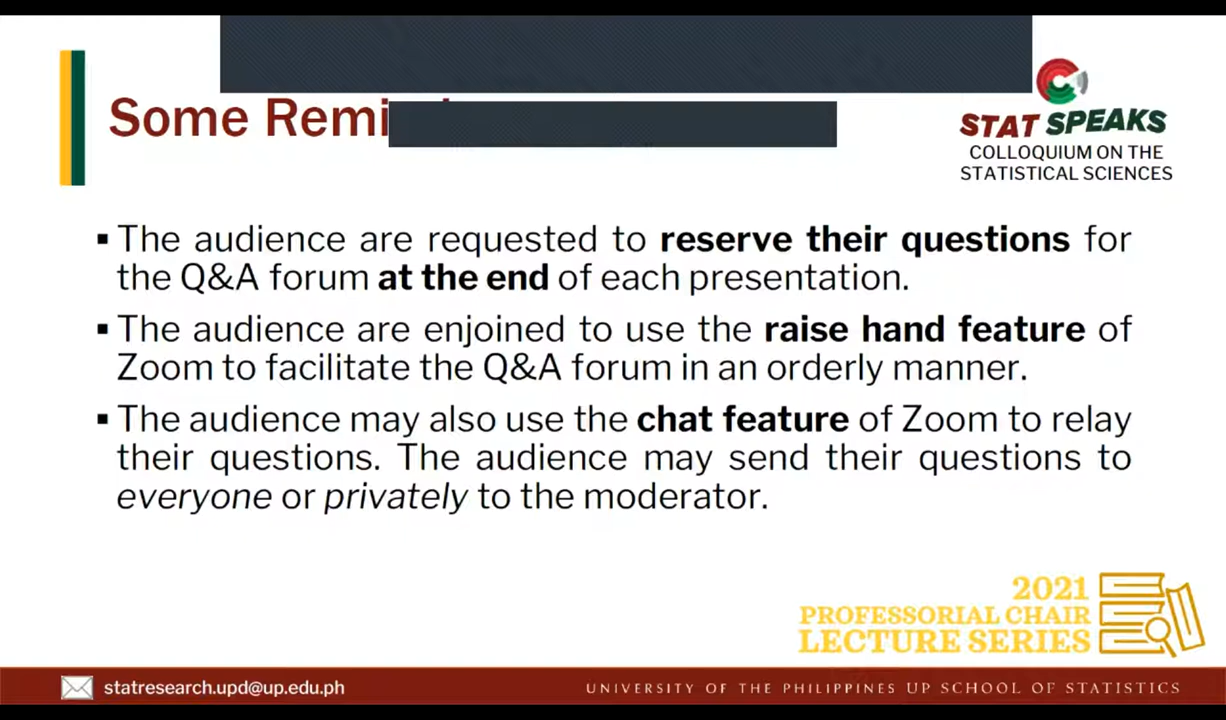 Some
STAT SPEAKS
COLLOQUIUM ON THE
STATISTICAL SCIENCES
▪ The audience are requested to reserve their questions for
the Q&A forum at the end of each presentation.
▪ The audience are enjoined to use the raise hand feature of
Zoom to facilitate the Q&A forum in an orderly manner.
▪ The audience may also use the chat feature of Zoom to relay
their questions. The audience may send their questions to
everyone or privately to the moderator.
2021
PROFESSORIAL CHAIR
LECTURE SERIES
statresearch.upd@up.edu.ph
UNIVERSITY OF THE PHILIPPINES UP SCHOOL OF STATISTICS